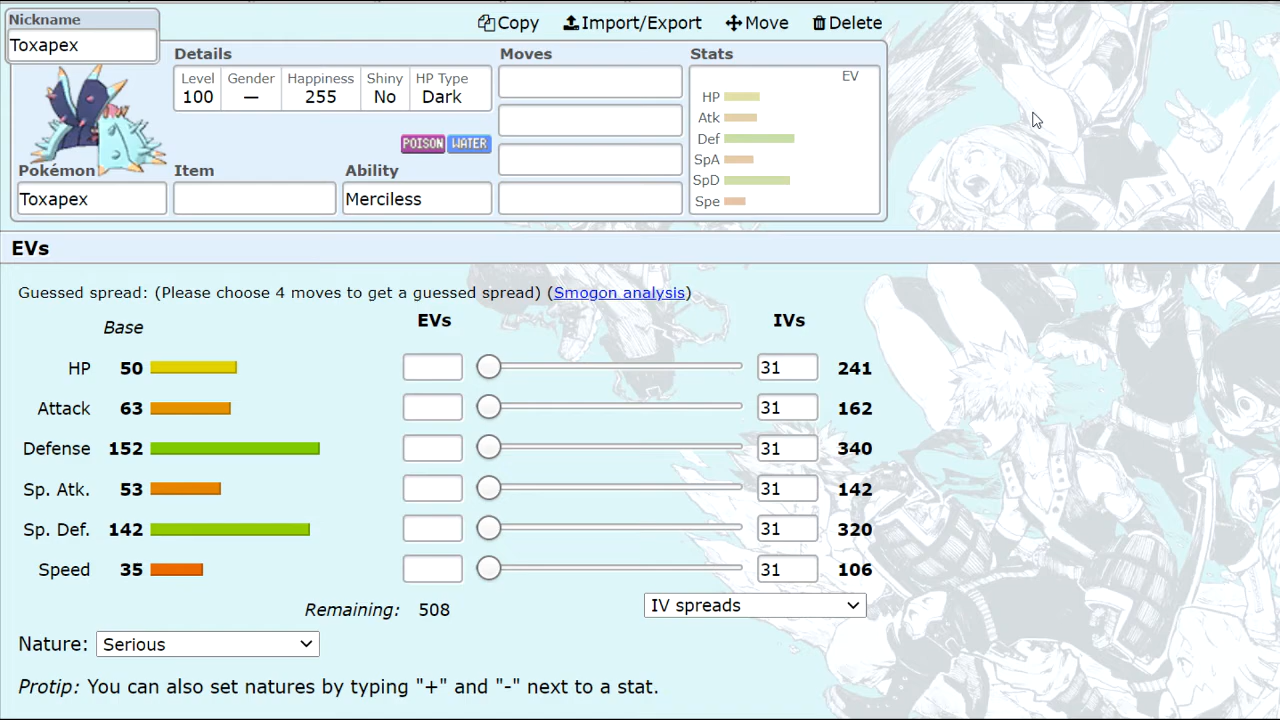 Nickname
Toxapex
Copy Import/Export Move Delete
Details
Level Gender Happiness Shiny HP Type
100 — 255 No Dark
POISON WATER
Pokémon Item Ability
Toxapex Merciless
Moves
Stats
EV
HP
Atk
Def
SpA
SpD
Spe
EVs
Guessed spread: (Please choose 4 moves to get a guessed spread) (Smogon analysis)
Base EVs IVs
HP 50 31 241
Attack 63 31 162
Defense 152 31 340
Sp. Atk. 53 31 142
Sp. Def. 142 31 320
Speed 35 31 106
Remaining: 508 IV spreads
Nature: Serious
Protip: You can also set natures by typing "+" and "-" next to a stat.